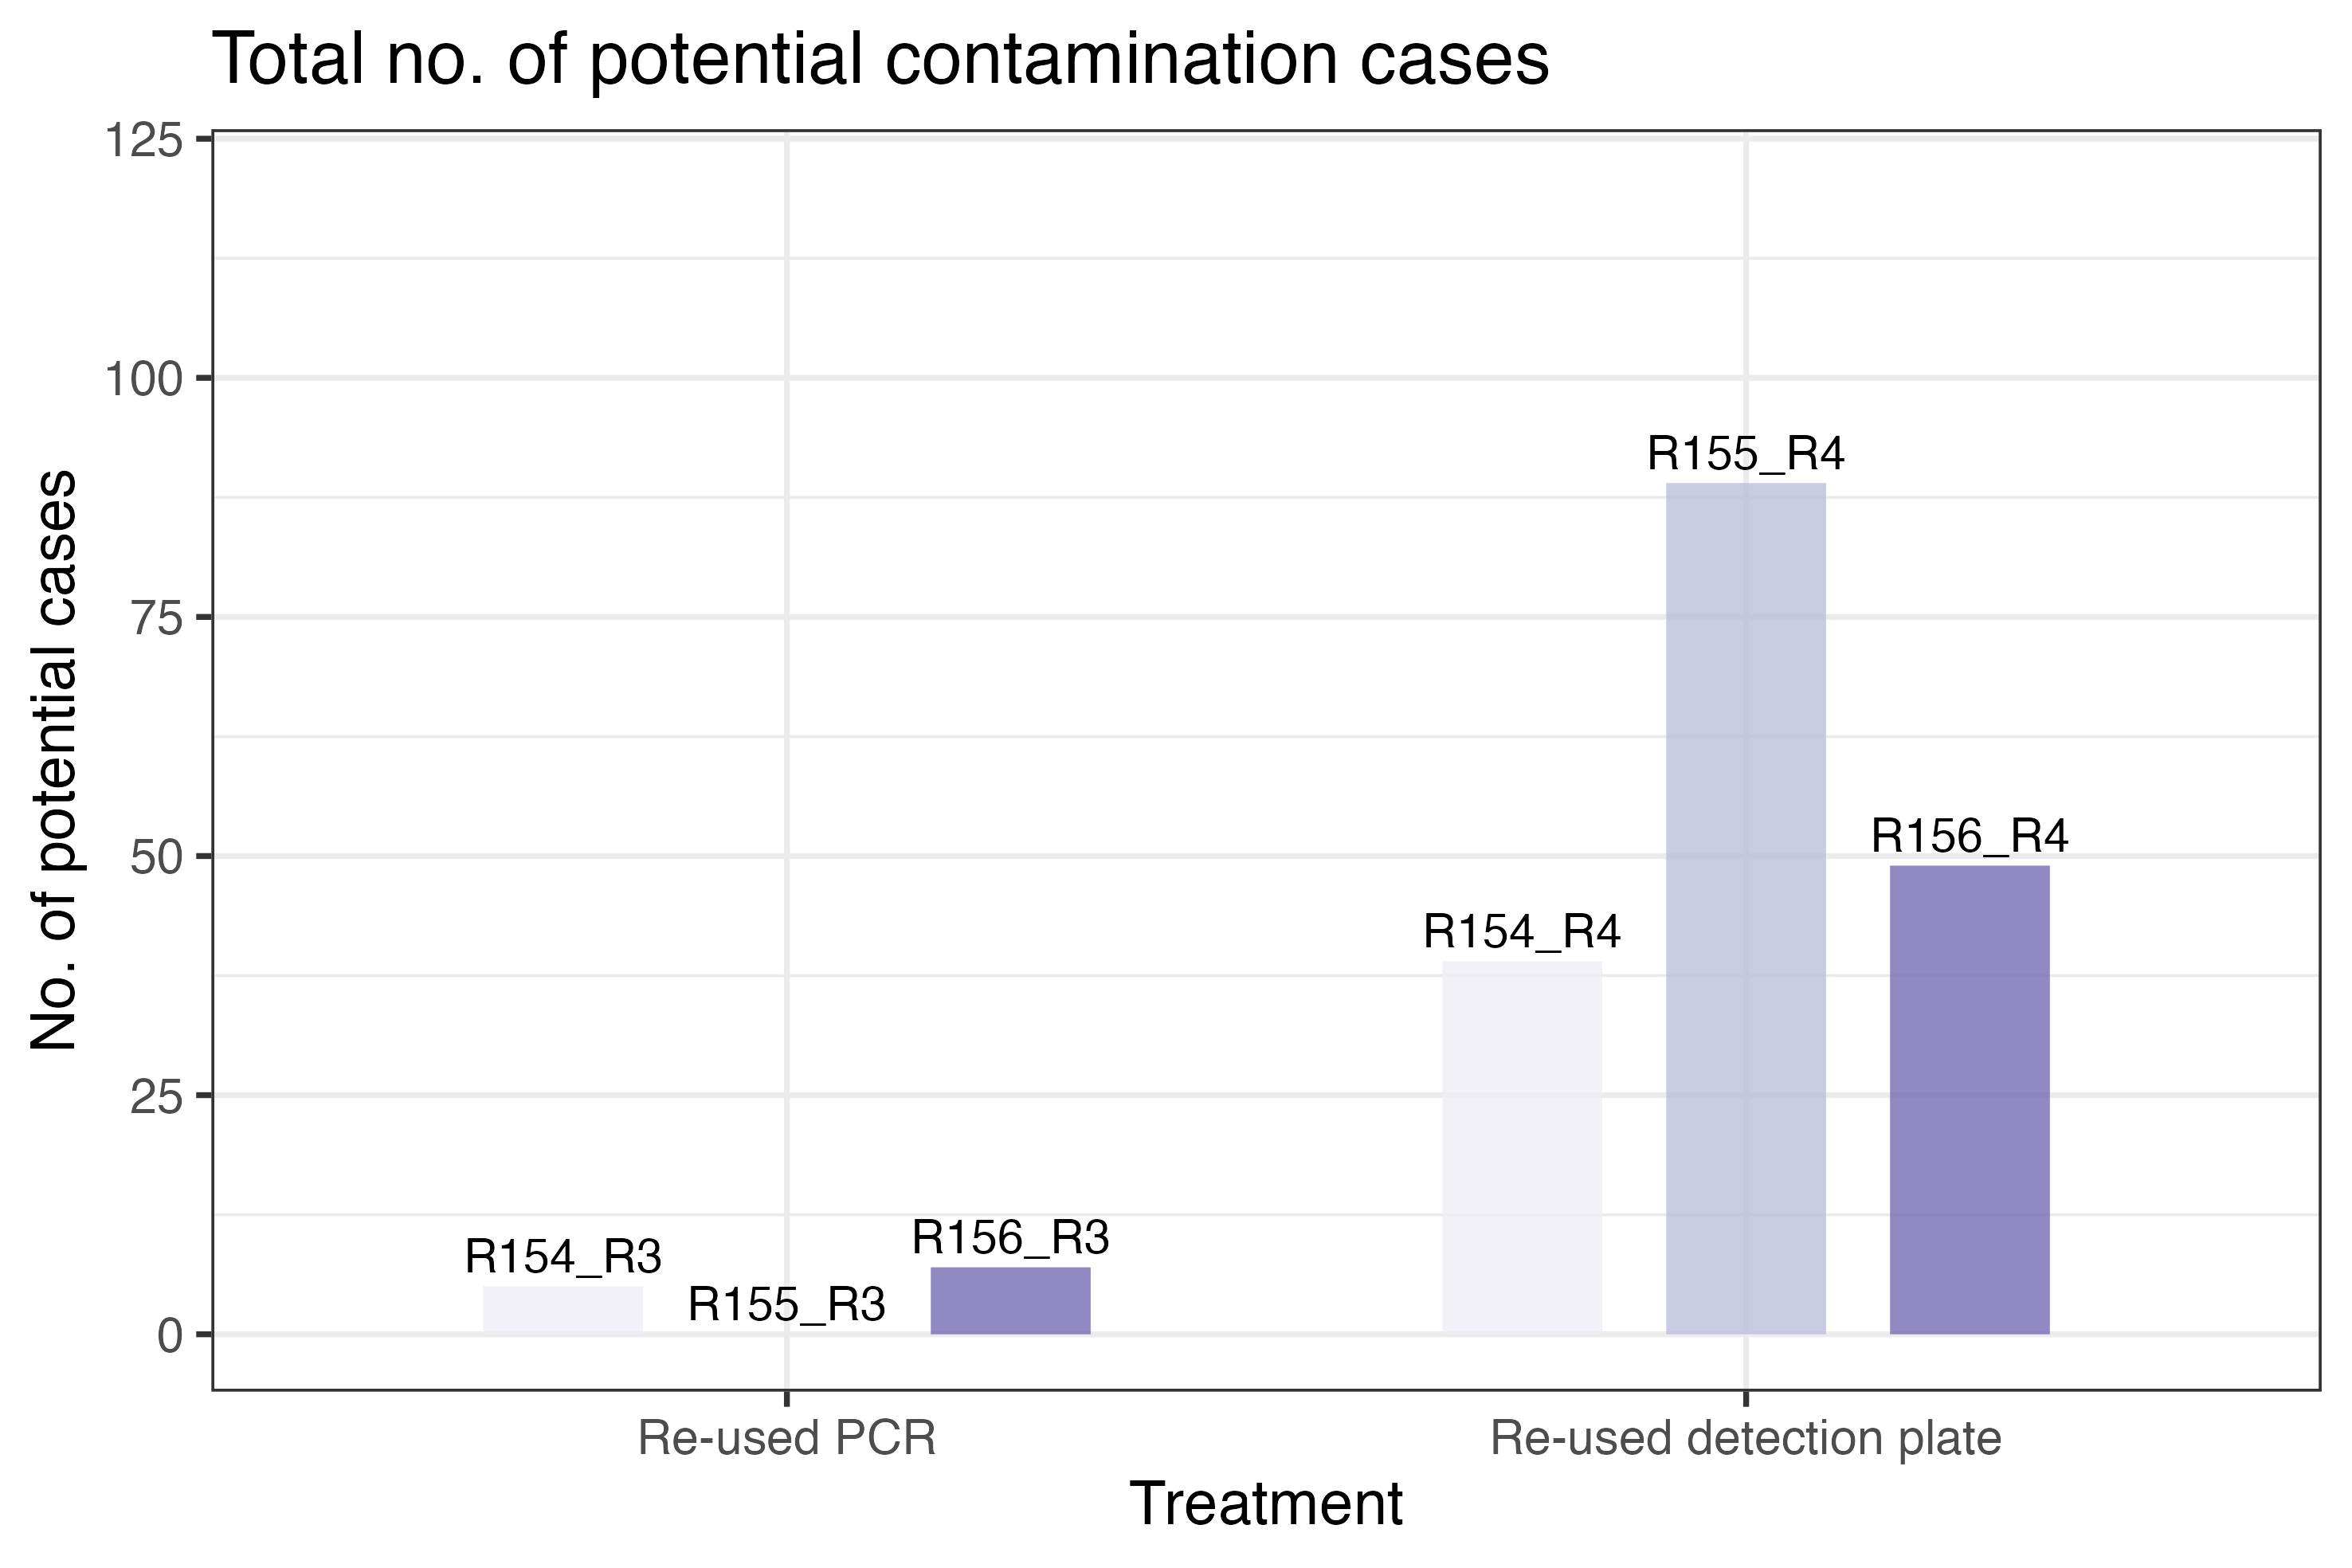 Total no. of potential contamination cases
No. of potential cases
125
100
75
50
25
0
R155_R4
R156_R4
R154_R4
R156_R3
R154_R3
R155_R3
Re-used PCR
Re-used detection plate
Treatment